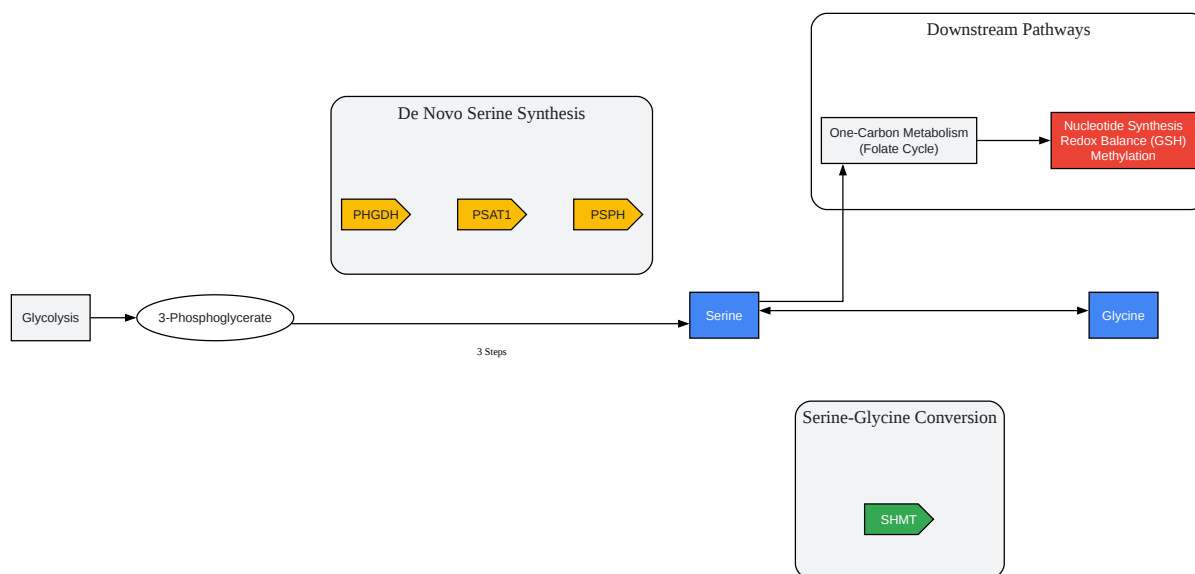 Downstream Pathways
De Novo Serine Synthesis
One-Carbon Metabolism
(Folate Cycle)
Nucleotide Synthesis
Redox Balance (GSH)
Methylation
PHGDH
PSAT1
PSPH
Glycolysis
3-Phosphoglycerate
3 Steps
Serine
Glycine
Serine-Glycine Conversion
SHMT